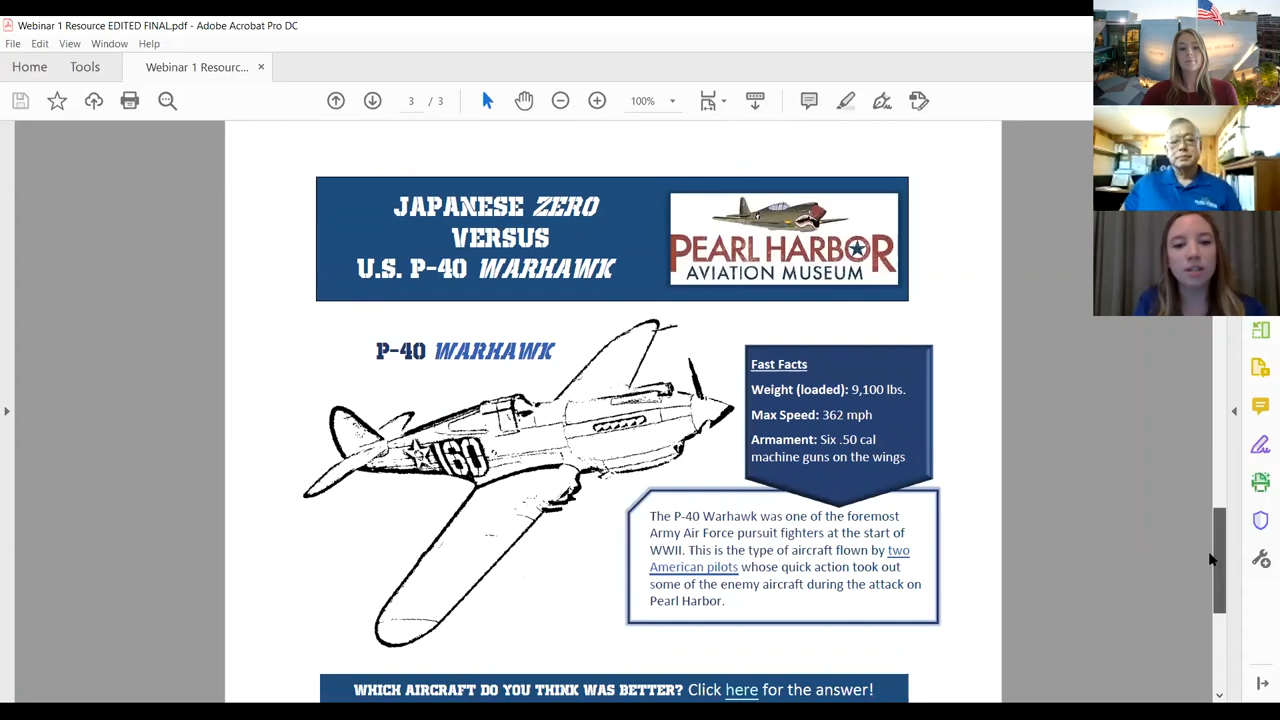 Webinar 1 Resource EDITED FINAL.pdf - Adobe Acrobat Pro DC
File Edit View Window Help
Home Tools Webinar 1 Resourc... ×
3 / 3 100%
JAPANESE ZERO
VERSUS
U.S. P-40 WARHAWK
PEARL HARBOR
AVIATION MUSEUM
P-40 WARHAWK
160
Fast Facts
Weight (loaded): 9,100 lbs.
Max Speed: 362 mph
Armament: Six .50 cal
machine guns on the wings
The P-40 Warhawk was one of the foremost
Army Air Force pursuit fighters at the start of
WWII. This is the type of aircraft flown by two
American pilots whose quick action took out
some of the enemy aircraft during the attack on
Pearl Harbor.
WHICH AIRCRAFT DO YOU THINK WAS BETTER? Click here for the answer!